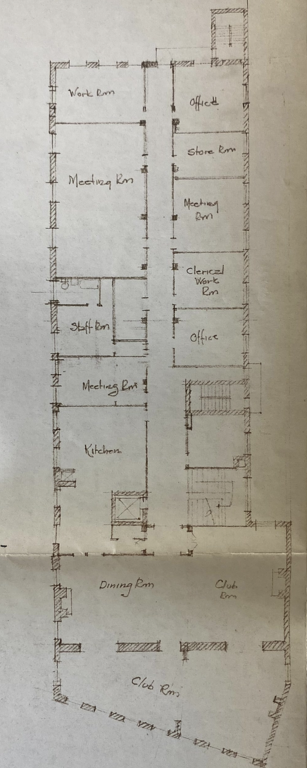 Work Rm
Office
Store Rm
Meeting Rm
Meeting
Rm
Clerical
Work
Rm
Staff Rm
Office
Meeting Rm
Kitchen
Dining Rm
Club
Rm
Club Rm